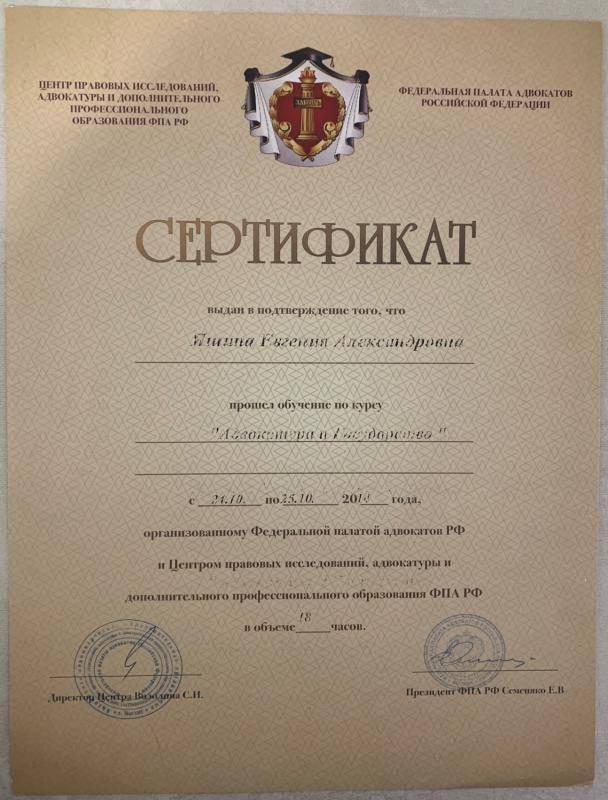 ЦЕНТР ПРАВОВЫХ ИССЛЕДОВАНИЙ,
АДВОКАТУРЫ И ДОПОЛНИТЕЛЬНОГО
ПРОФЕССИОНАЛЬНОГО
ОБРАЗОВАНИЯ ФПА РФ
ФЕДЕРАЛЬНАЯ ПАЛАТА АДВОКАТОВ
РОССИЙСКОЙ ФЕДЕРАЦИИ
ЗАКОНЪ
СЕРТИФИКАТ
выдан в подтверждение того, что
Евгения Александровна
прошел обучение по курсу
"Адвокатура и Государство"
с 24.10. по 25.10. 2014 года,
организованному Федеральной палатой адвокатов РФ
и Центром правовых исследований, адвокатуры и
дополнительного профессионального образования ФПА РФ
в объеме 18 часов.
Директор Центра Володина С.И.
Президент ФПА РФ Семеняко Е.В